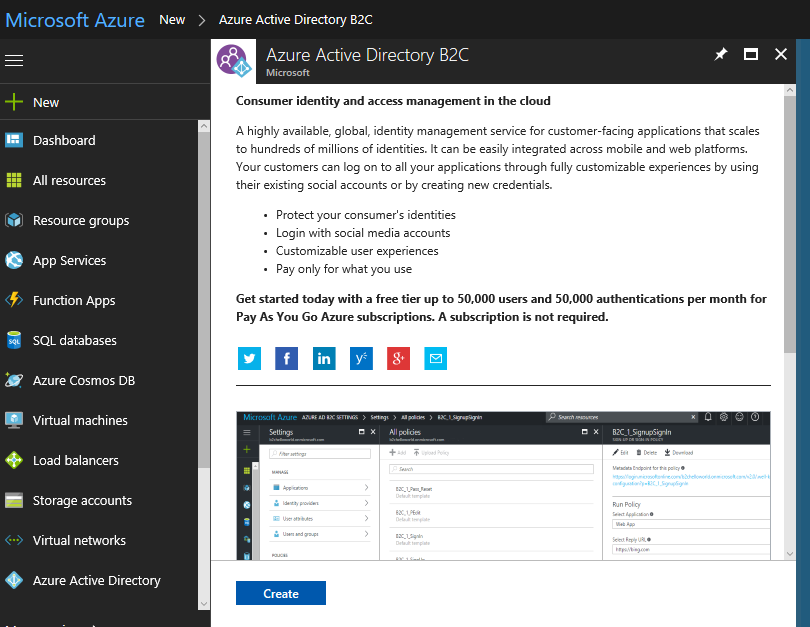 Microsoft Azure New > Azure Active Directory B2C
Azure Active Directory B2C
Microsoft
New
Dashboard
All resources
Resource groups
App Services
Function Apps
SQL databases
Azure Cosmos DB
Virtual machines
Load balancers
Storage accounts
Virtual networks
Azure Active Directory
Consumer identity and access management in the cloud
A highly available, global, identity management service for customer-facing applications that scales
to hundreds of millions of identities. It can be easily integrated across mobile and web platforms.
Your customers can log on to all your applications through fully customizable experiences by using
their existing social accounts or by creating new credentials.
• Protect your consumer's identities
• Login with social media accounts
• Customizable user experiences
• Pay only for what you use
Get started today with a free tier up to 50,000 users and 50,000 authentications per month for
Pay As You Go Azure subscriptions. A subscription is not required.
Microsoft Azure AZURE AD B2C SETTINGS > Settings > All policies > B2C_1_SignupSignIn
Search resources
Settings
Filter settings
MANAGE
Applications
Identity providers
User attributes
Users and groups
POLICIES
All policies
Add Upload Policy
Search
Default template
B2C_1_PEdit
Default template
B2C_1_SignIn
Default template
B2C_1_SignupSignIn
SIGN-UP OR SIGN-IN POLICY
Edit Delete Download
Metadata Endpoint for this policy
Run Policy
Select Application
Web App
Select Reply URL
https://bing.com
Create